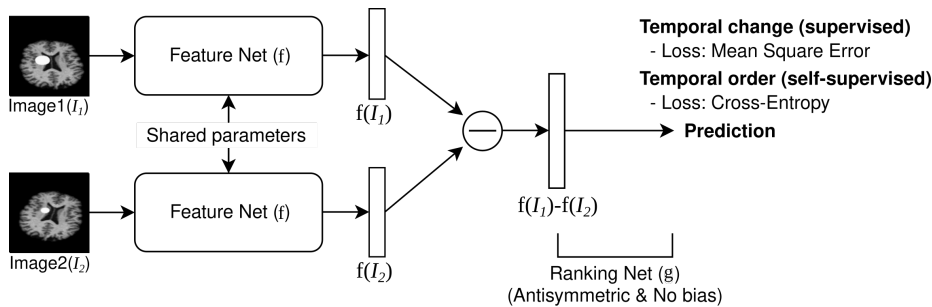 Image1(I₁)
Feature Net (f)
f(I₁)
Shared parameters
Image2(I₂)
Feature Net (f)
f(I₂)
f(I₁)-f(I₂)
Temporal change (supervised)
- Loss: Mean Square Error
Temporal order (self-supervised)
- Loss: Cross-Entropy
Prediction
Ranking Net (g)
(Antisymmetric & No bias)